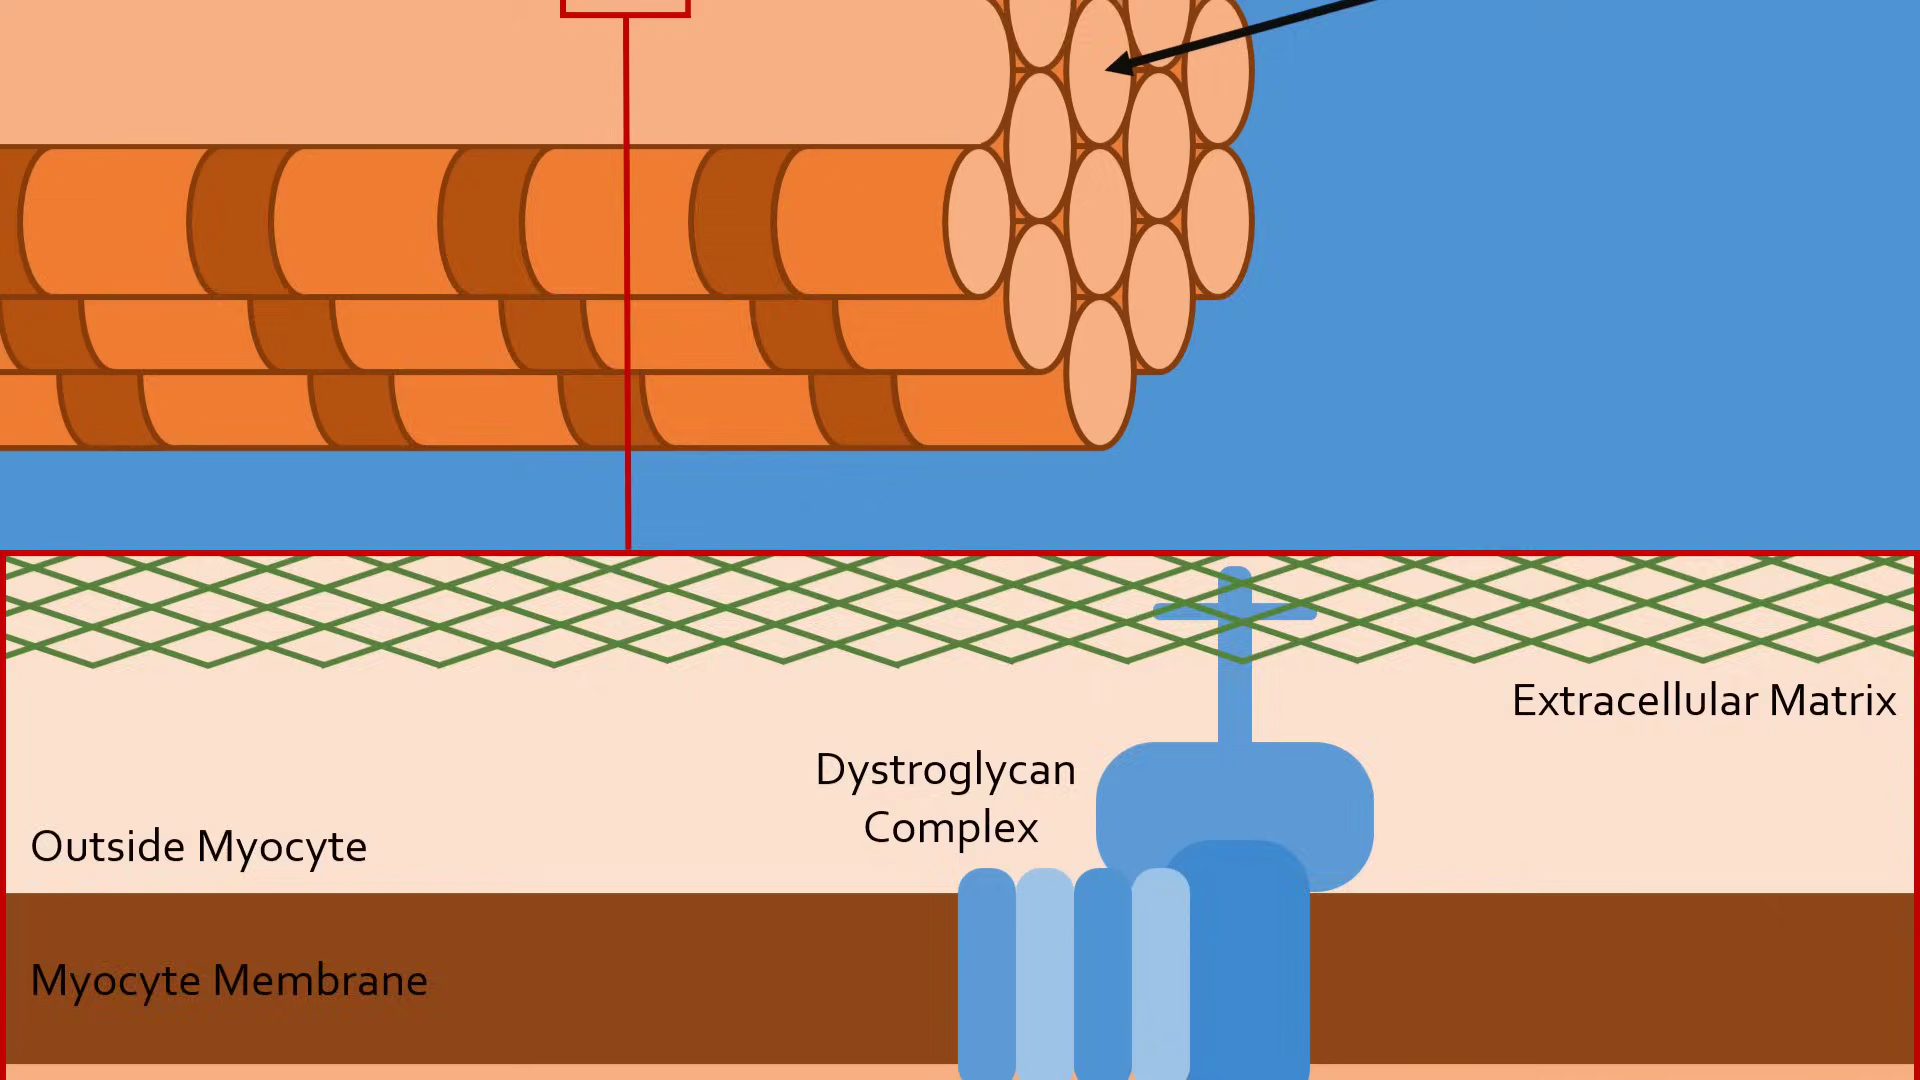 Extracellular Matrix
Dystroglycan
Complex
Outside Myocyte
Myocyte Membrane